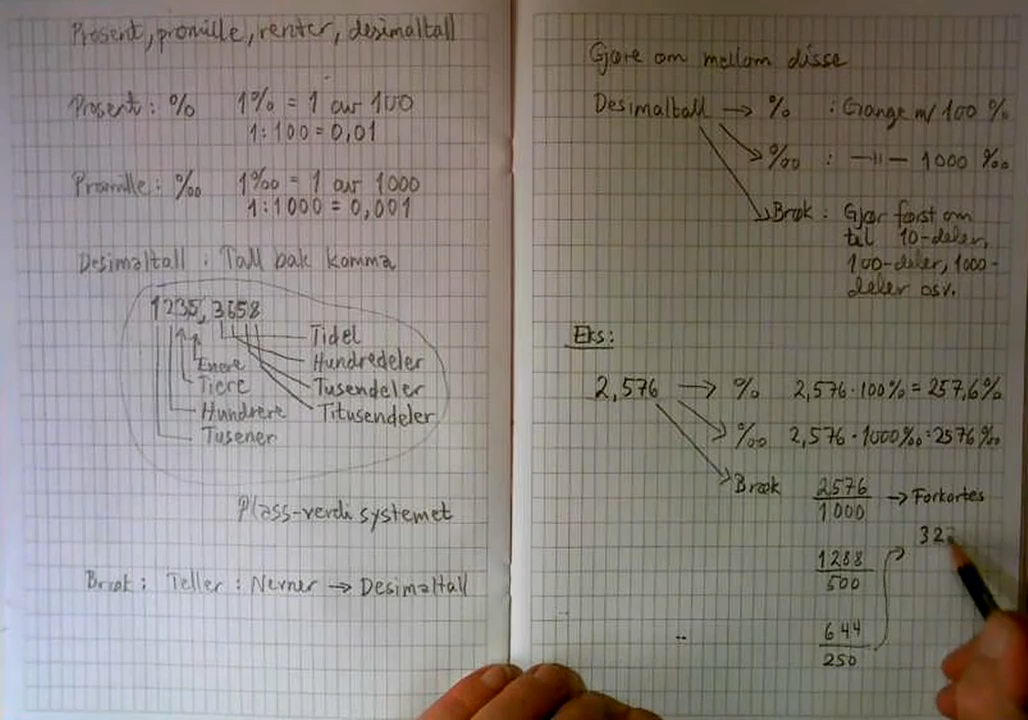 Prosent, promille, renter, desimaltall
Prosent: % 1% = 1 av 100
1:100 = 0,01
Promille: ‰ 1‰ = 1 av 1000
1:1000 = 0,001
Desimaltall: Tall bak komma
1235,3658
Tidel
Hundredeler
Tusendeler
Titusendeler
Enere
Tiere
Hundrere
Tusener
Plass-verdi systemet
Brøk: Teller : Nevner → Desimaltall
Gjøre om mellom disse
Desimaltall → % : Gange m/ 100 %
‰ : —||— 1000 ‰
Brøk: Gjør først om
til 10-deler,
100-deler, 1000-
deler osv.
Eks:
2,576 → % 2,576 · 100% = 257,6%
‰ 2,576 · 1000‰ = 2576‰
Brøk 2576 → Forkortes
1000
32
1288
500
644
250